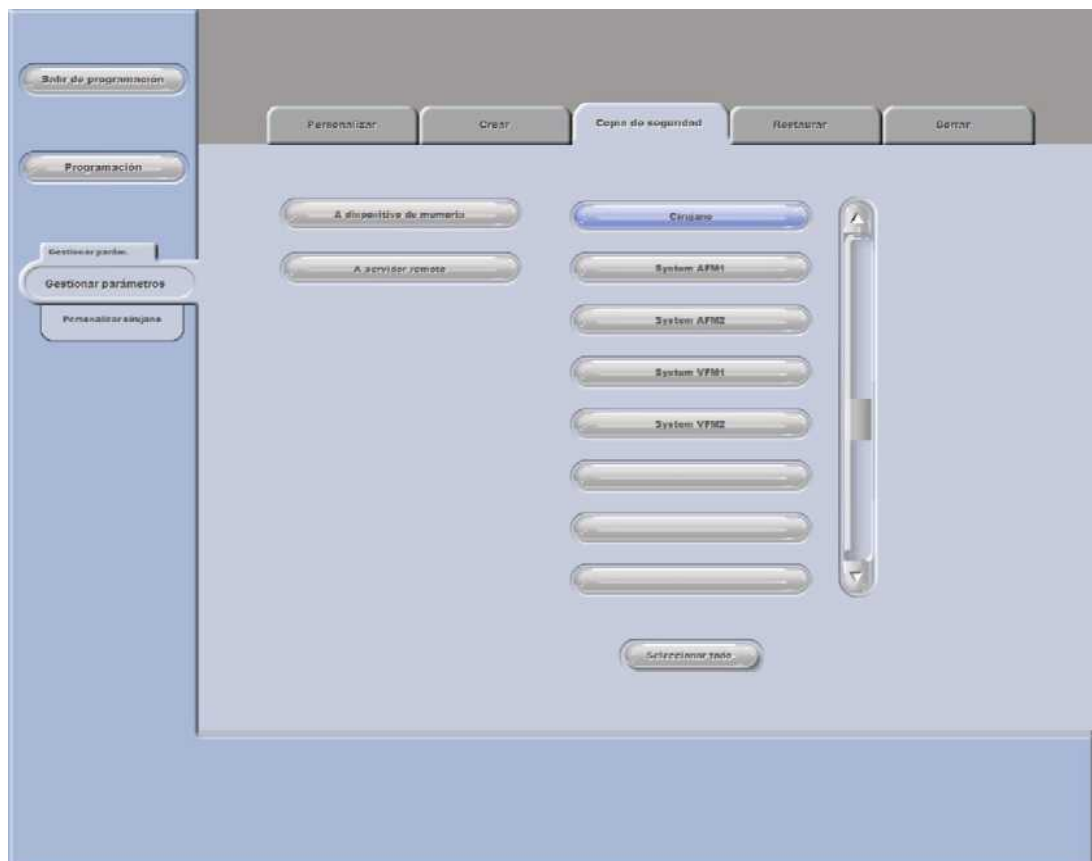 Salir de programación
Programación
Gestionar parám.
Gestionar parámetros
Personalizar cirujano
Personalizar
Crear
Copia de seguridad
Restaurar
Borrar
A dispositivo de memoria
A servidor remoto
Cirujano
System AFM1
System AFM2
System VFM1
System VFM2
Seleccionar todo